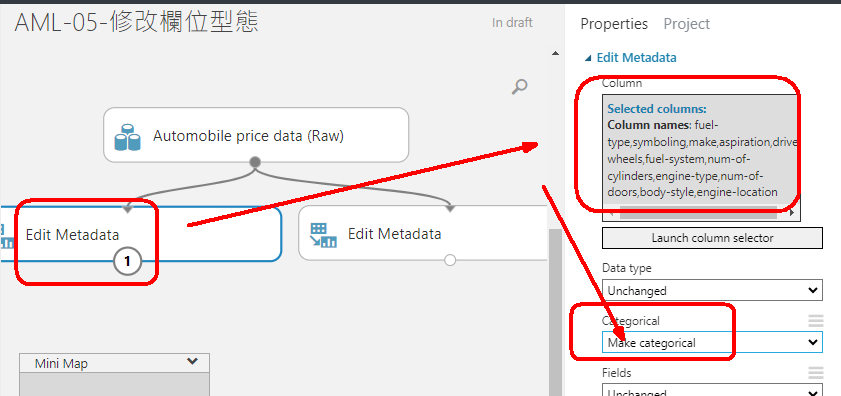 AML-05-修改欄位型態
In draft
Properties Project
Edit Metadata
Column
Selected columns:
Column names: fuel-
type,symboling,make,aspiration,drive
wheels,fuel-system,num-of-
cylinders,engine-type,num-of-
doors,body-style,engine-location
Launch column selector
Data type
Unchanged
Categorical
Make categorical
Fields
Unchanged
Automobile price data (Raw)
Edit Metadata
1
Edit Metadata
Mini Map